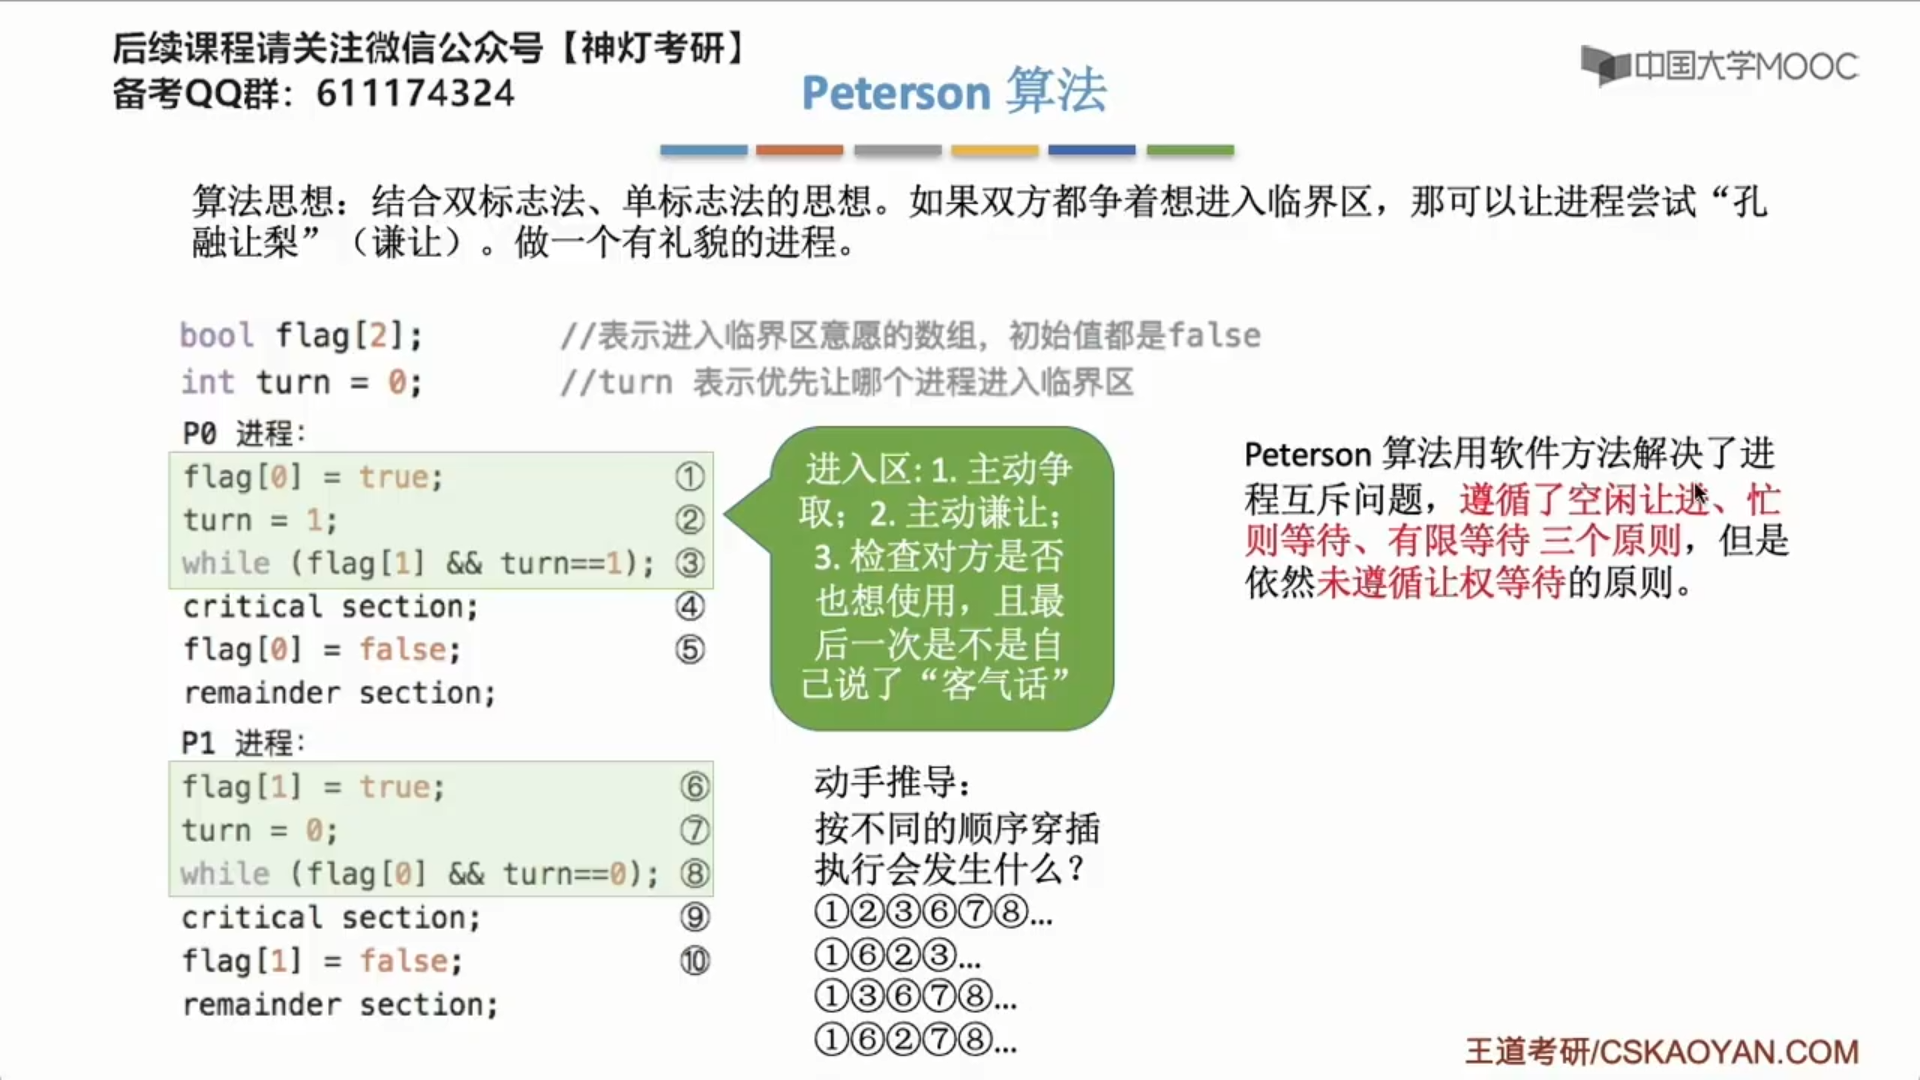 后续课程请关注微信公众号【神灯考研】
备考QQ群：611174324
中国大学MOOC
Peterson 算法
算法思想：结合双标志法、单标志法的思想。如果双方都争着想进入临界区，那可以让进程尝试“孔
融让梨”（谦让）。做一个有礼貌的进程。
bool flag[2]; //表示进入临界区意愿的数组，初始值都是false
int turn = 0; //turn 表示优先让哪个进程进入临界区
P0 进程：
flag[0] = true; ①
turn = 1; ②
while (flag[1] && turn==1); ③
critical section; ④
flag[0] = false; ⑤
remainder section;
P1 进程：
flag[1] = true; ⑥
turn = 0; ⑦
while (flag[0] && turn==0); ⑧
critical section; ⑨
flag[1] = false; ⑩
remainder section;
进入区: 1. 主动争
取；2. 主动谦让；
3. 检查对方是否
也想使用，且最
后一次是不是自
己说了“客气话”
动手推导：
按不同的顺序穿插
执行会发生什么？
①②③⑥⑦⑧...
①⑥②③...
①③⑥⑦⑧...
①⑥②⑦⑧...
Peterson 算法用软件方法解决了进
程互斥问题，遵循了空闲让进、忙
则等待、有限等待 三个原则，但是
依然未遵循让权等待的原则。
王道考研/CSKAOYAN.COM